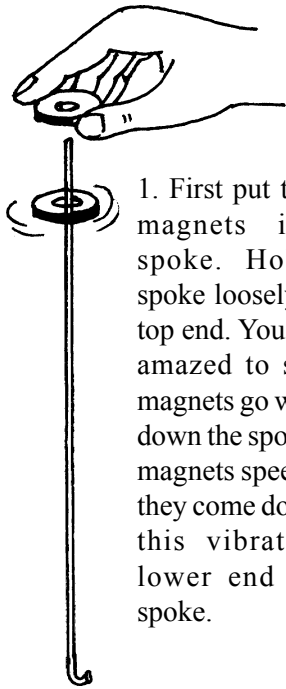 1. First put t
magnets i
spoke. Ho
spoke loosely
top end. You
amazed to s
magnets go w
down the spo
magnets spee
they come do
this vibrat
lower end
spoke.